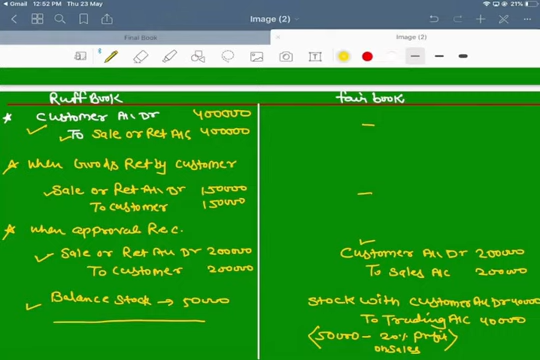 Gmail 12:52 PM Thu 23 May
Image (2)
21%
Final Book
Image (2)
Ruff Book
fair book
Customer A/c Dr 400000
To Sale or Ret A/c 400000
—
When Goods Ret by Customer
Sale or Ret A/c Dr 150000
To Customer 150000
—
When approval Rec.
Sale or Ret A/c Dr 200000
To Customer 200000
Customer A/c Dr 200000
To Sales A/c 200000
Balance Stock → 50000
Stock with Customer A/c Dr 40000
To Trading A/c 40000
(50000 - 20% Profit
on Sales)